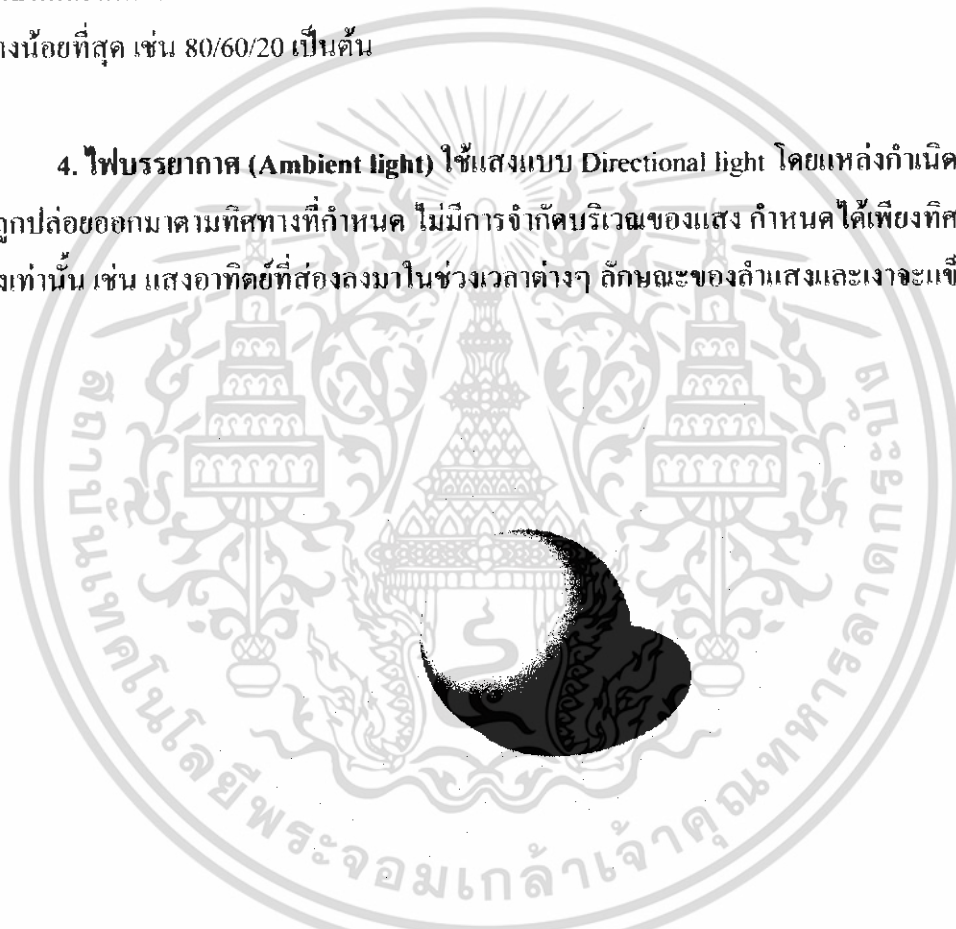 างน้อยที่สุด เช่น 80/60/20 เป็นต้น
4. ไฟบรรยากาศ (Ambient light) ใช้แสงแบบ Directional light โดยแหล่งกำเนิด
ถูกปล่อยออกมาตามทิศทางที่กำหนด ไม่มีการจำกัดบริเวณของแสง กำหนดได้เพียงทิศ
งเท่านั้น เช่น แสงอาทิตย์ที่ส่องลงมาในช่วงเวลาต่างๆ ลักษณะของลำแสงและเงาจะแข็
สถาบันเทคโนโลยีพระจอมเกล้าเจ้าคุณทหารลาดกระบัง